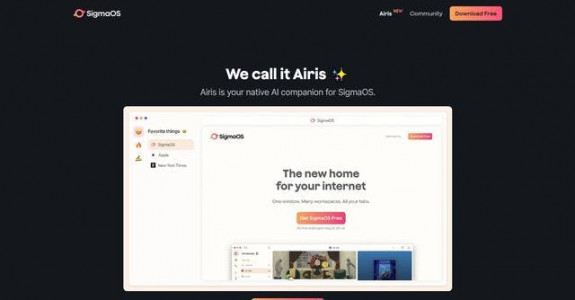 SigmaOS
Airis NEW Community Download Free
We call it Airis ✨
Airis is your native AI companion for SigmaOS.
SigmaOS
Favorite things
SigmaOS
Apple
New York Times
SigmaOS
The new home
for your internet
One window. Many workspaces. All your tabs.
Get SigmaOS Free